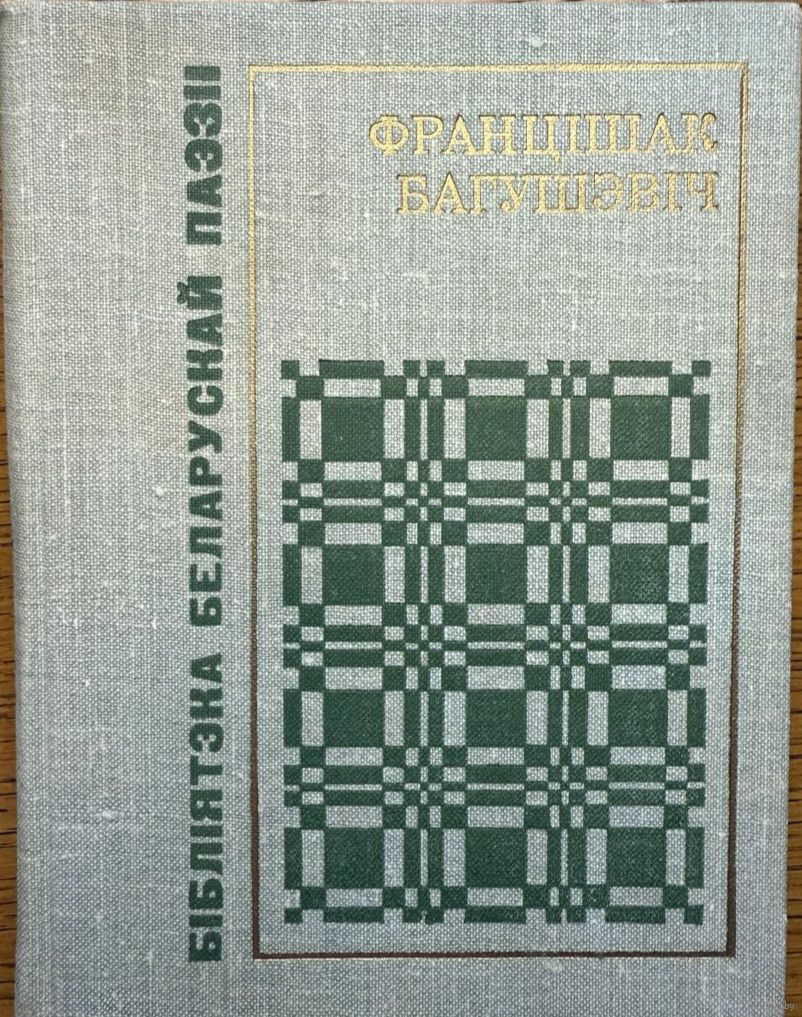 ФРАНЦІШАК
БАГУШЭВІЧ
БІБЛІЯТЭКА БЕЛАРУСКАЙ ПАЭЗІІ